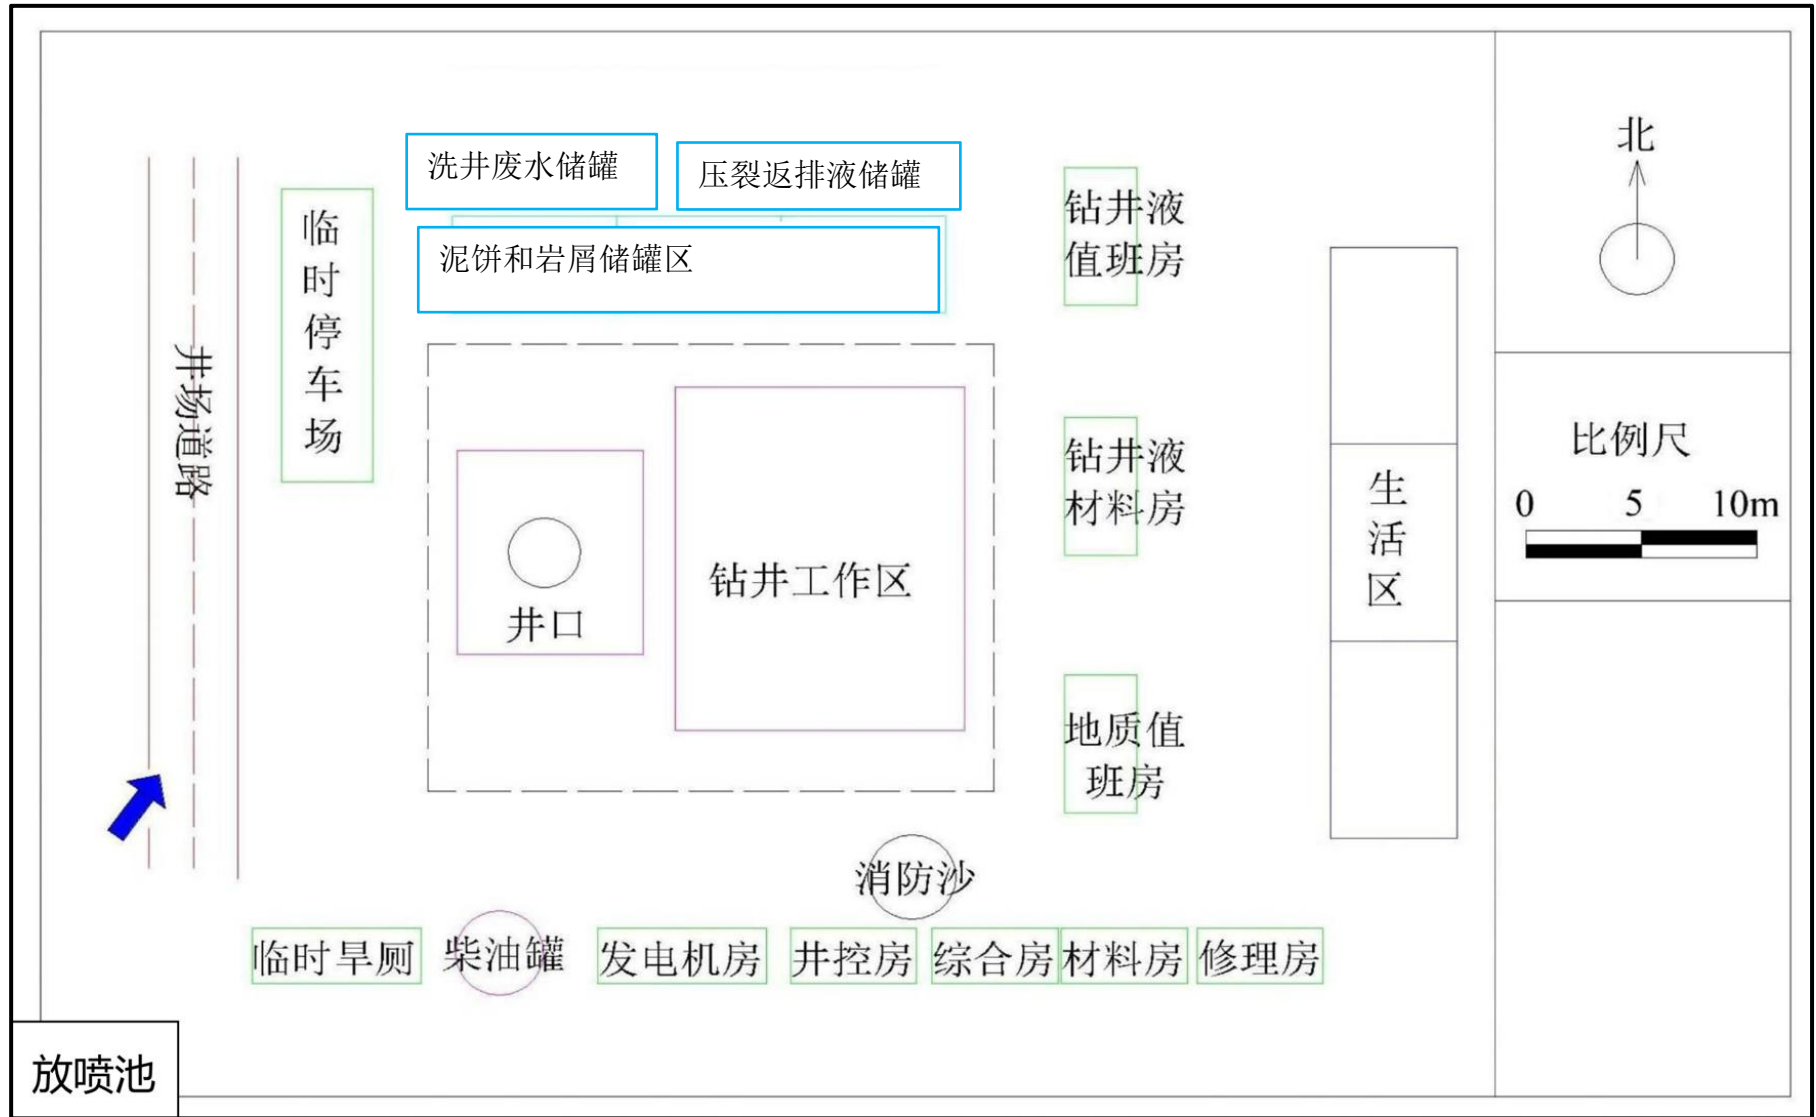 北
洗井废水储罐
压裂返排液储罐
钻井液
值班房
临
时
停
车
场
泥饼和岩屑储罐区
井场道路
比例尺
0 5 10m
钻井液
材料房
生
活
区
钻井工作区
井口
地质值
班房
消防沙
临时旱厕
柴油罐
发电机房
井控房
综合房
材料房
修理房
放喷池